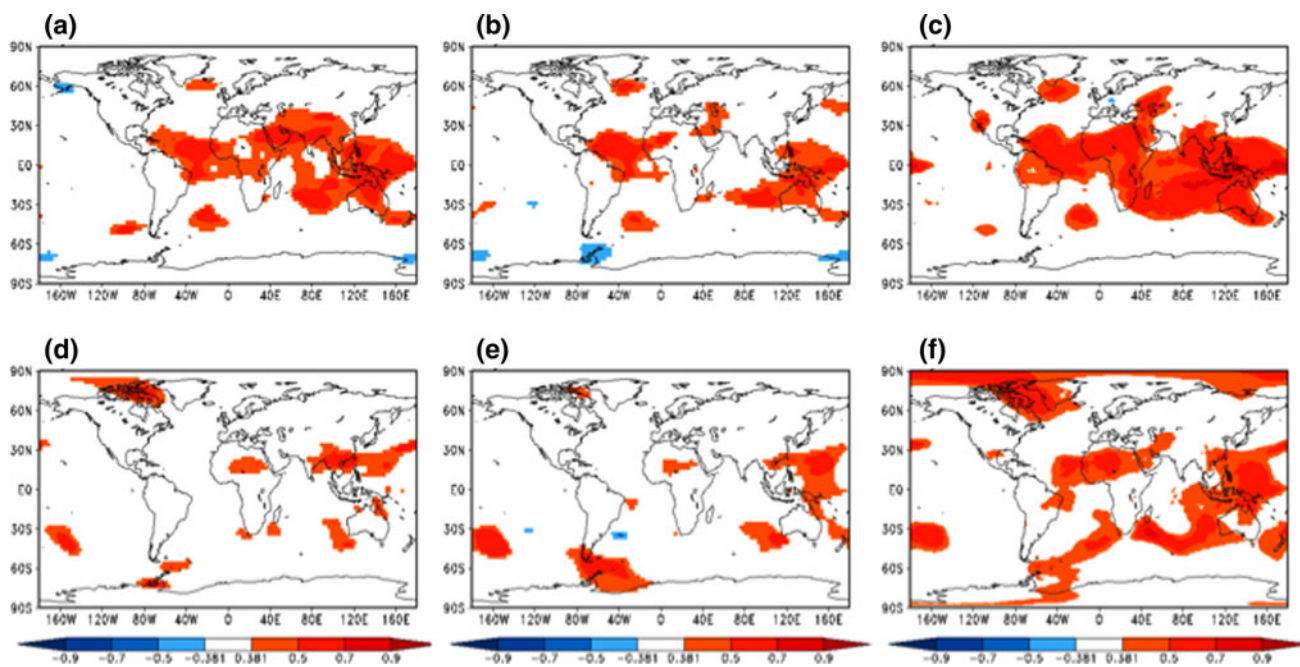 (a) (b) (c)
90N 90N 90N
60N 60N 60N
30N 30N 30N
EQ EQ EQ
30S 30S 30S
60S 60S 60S
90S 90S 90S
160W 120W 80W 40W 0 40E 80E 120E 160E 160W 120W 80W 40W 0 40E 80E 120E 160E 160W 120W 80W 40W 0 40E 80E 120E 160E
(d) (e) (f)
90N 90N 90N
60N 60N 60N
30N 30N 30N
EQ EQ EQ
30S 30S 30S
60S 60S 60S
90S 90S 90S
160W 120W 80W 40W 0 40E 80E 120E 160E 160W 120W 80W 40W 0 40E 80E 120E 160E 160W 120W 80W 40W 0 40E 80E 120E 160E
−0.9 −0.7 −0.5 −0.381 0.381 0.5 0.7 0.9 −0.9 −0.7 −0.5 −0.381 0.381 0.5 0.7 0.9 −0.9 −0.7 −0.5 −0.381 0.381 0.5 0.7 0.9